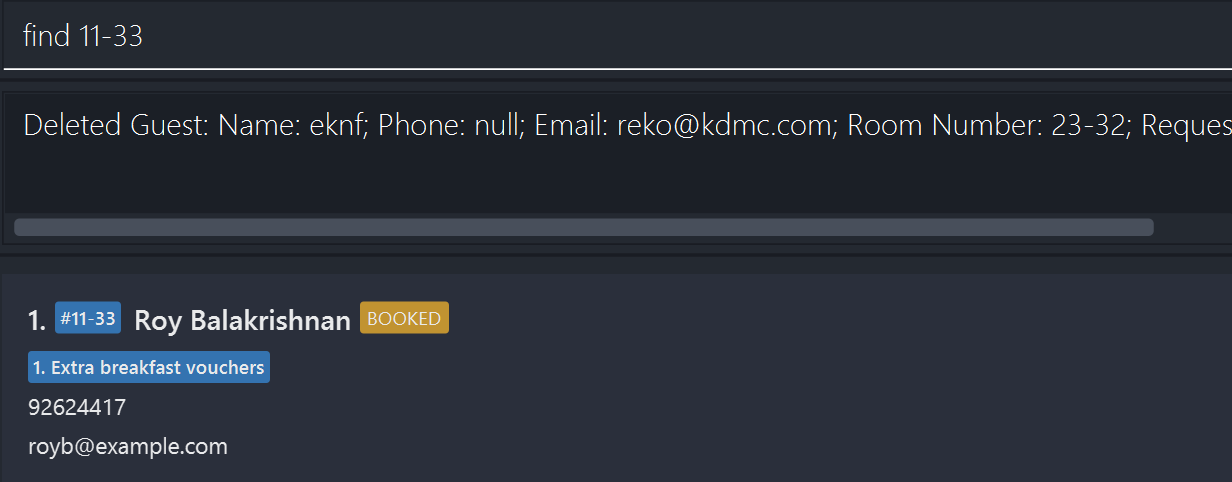 find 11-33
Deleted Guest: Name: eknf; Phone: null; Email: reko@kdmc.com; Room Number: 23-32; Reques
1. #11-33 Roy Balakrishnan BOOKED
1. Extra breakfast vouchers
92624417
royb@example.com